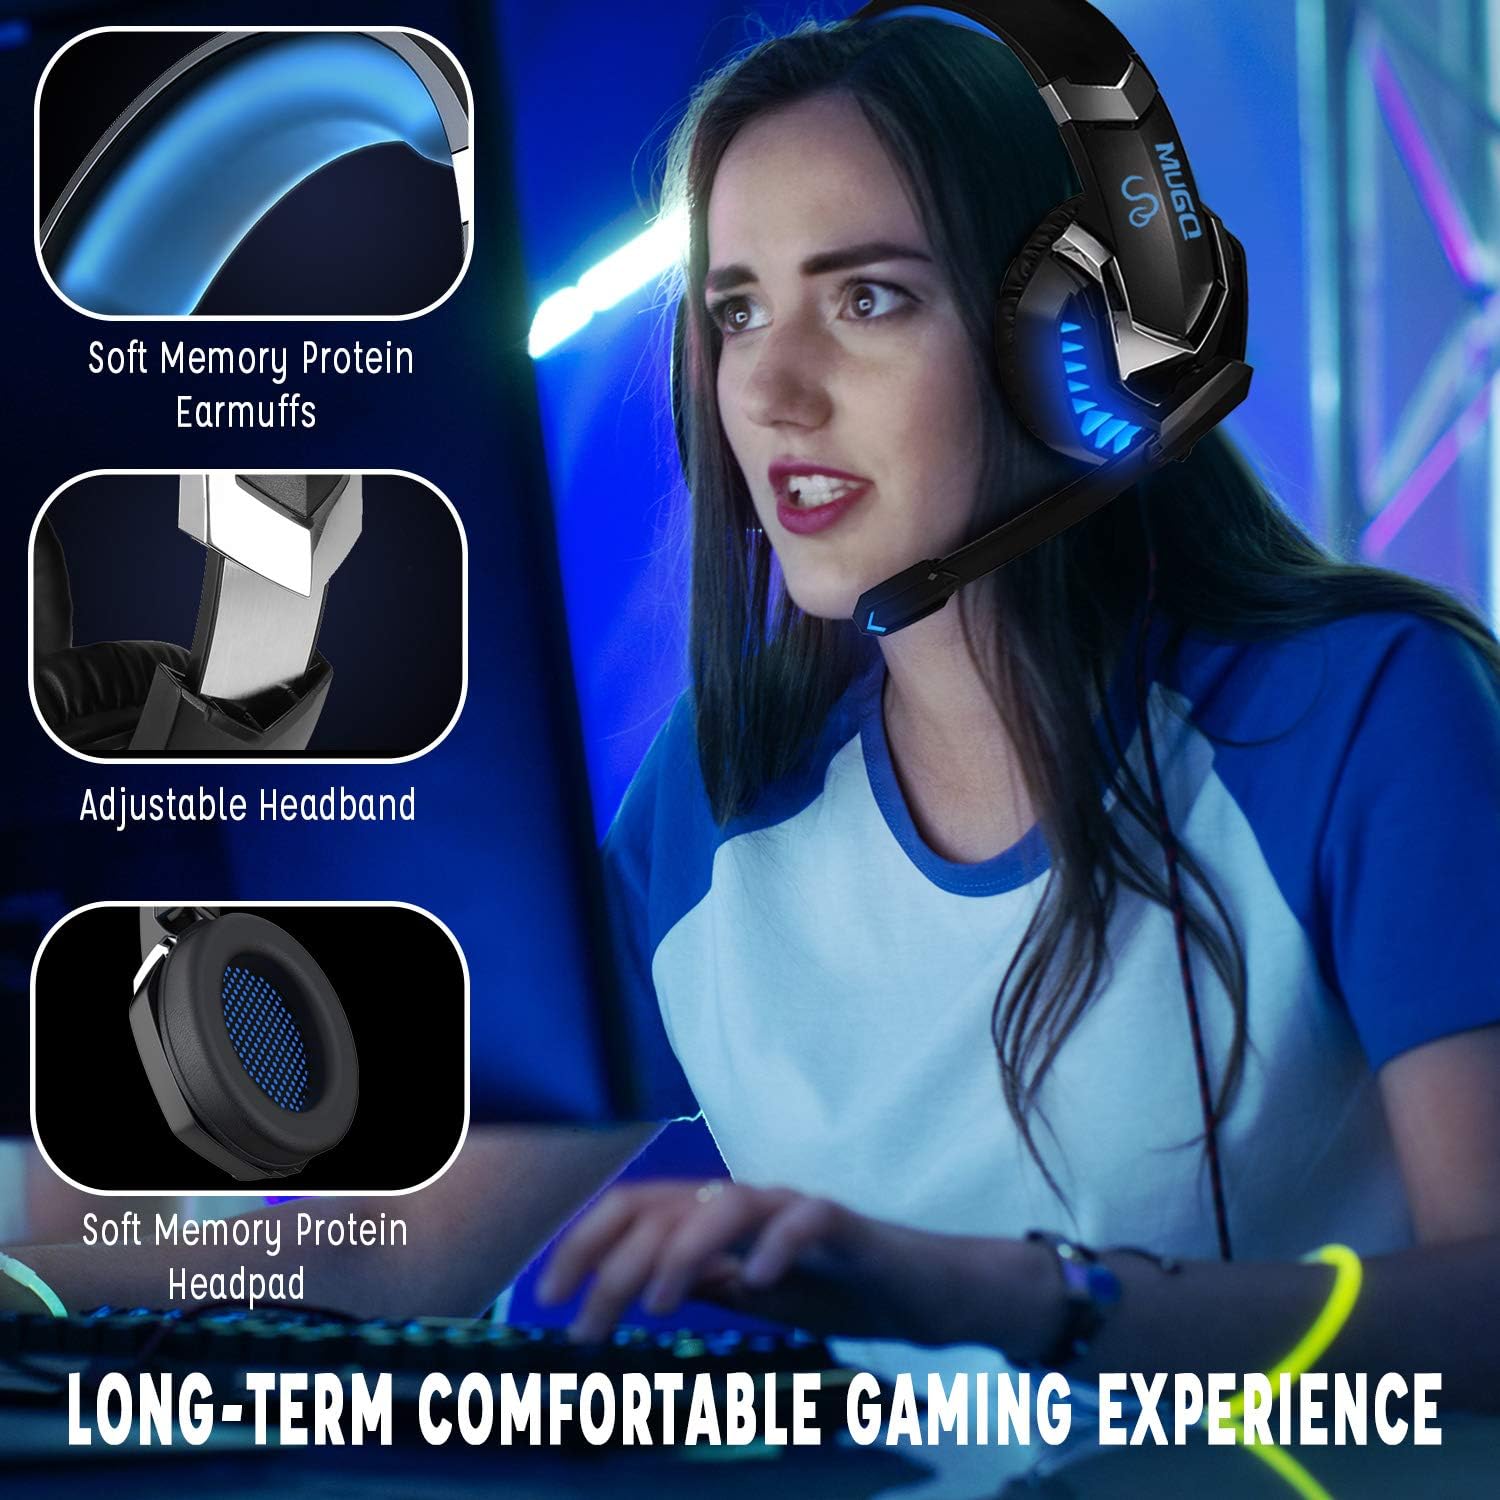 MUGO
Soft Memory Protein
Earmuffs
Adjustable Headband
Soft Memory Protein
Headpad
LONG-TERM COMFORTABLE GAMING EXPERIENCE